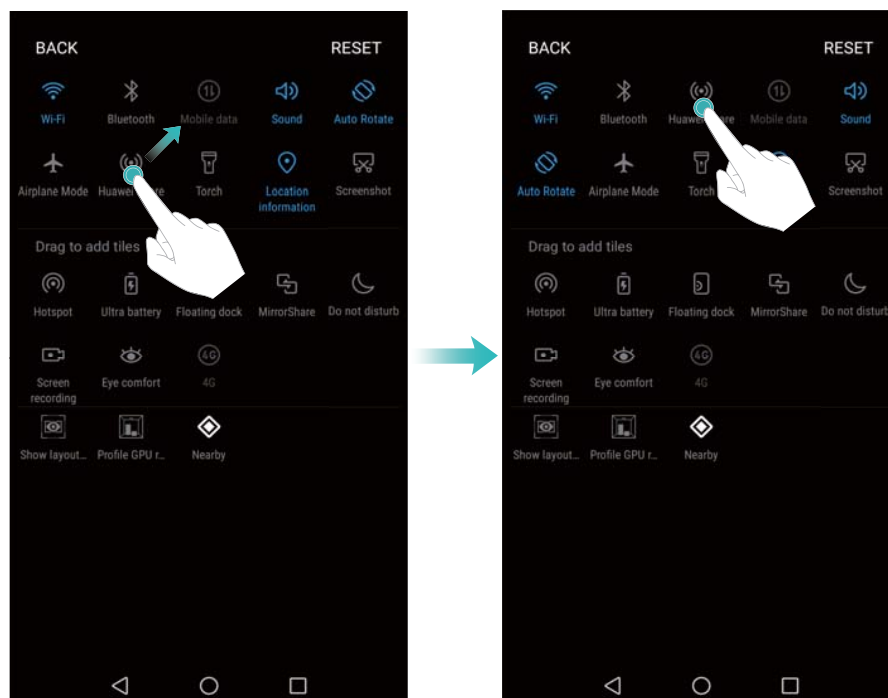 BACK RESET
Wi-Fi Bluetooth Mobile data Sound Auto Rotate
Airplane Mode Huawei Torch Location Screenshot
information
Drag to add tiles
Hotspot Ultra battery Floating dock MirrorShare Do not disturb
4G
Screen Eye comfort 4G
recording
Show layout... Profile GPU r... Nearby
BACK RESET
Wi-Fi Bluetooth Huawei Mobile data Sound
Auto Rotate Airplane Mode Torch Screenshot
Drag to add tiles
Hotspot Ultra battery Floating dock MirrorShare Do not disturb
4G
Screen Eye comfort 4G
recording
Show layout... Profile GPU r... Nearby